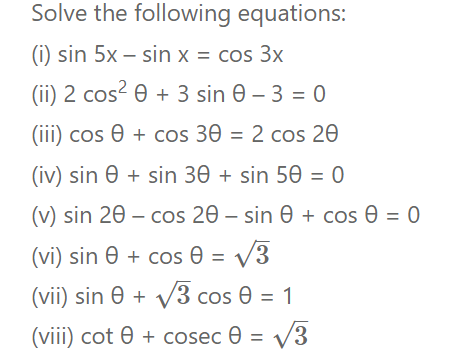 Solve the following equations:
(i) sin 5x – sin x = cos 3x
(ii) 2 cos² θ + 3 sin θ – 3 = 0
(iii) cos θ + cos 3θ = 2 cos 2θ
(iv) sin θ + sin 3θ + sin 5θ = 0
(v) sin 2θ – cos 2θ – sin θ + cos θ = 0
(vi) sin θ + cos θ = √3
(vii) sin θ + √3 cos θ = 1
(viii) cot θ + cosec θ = √3